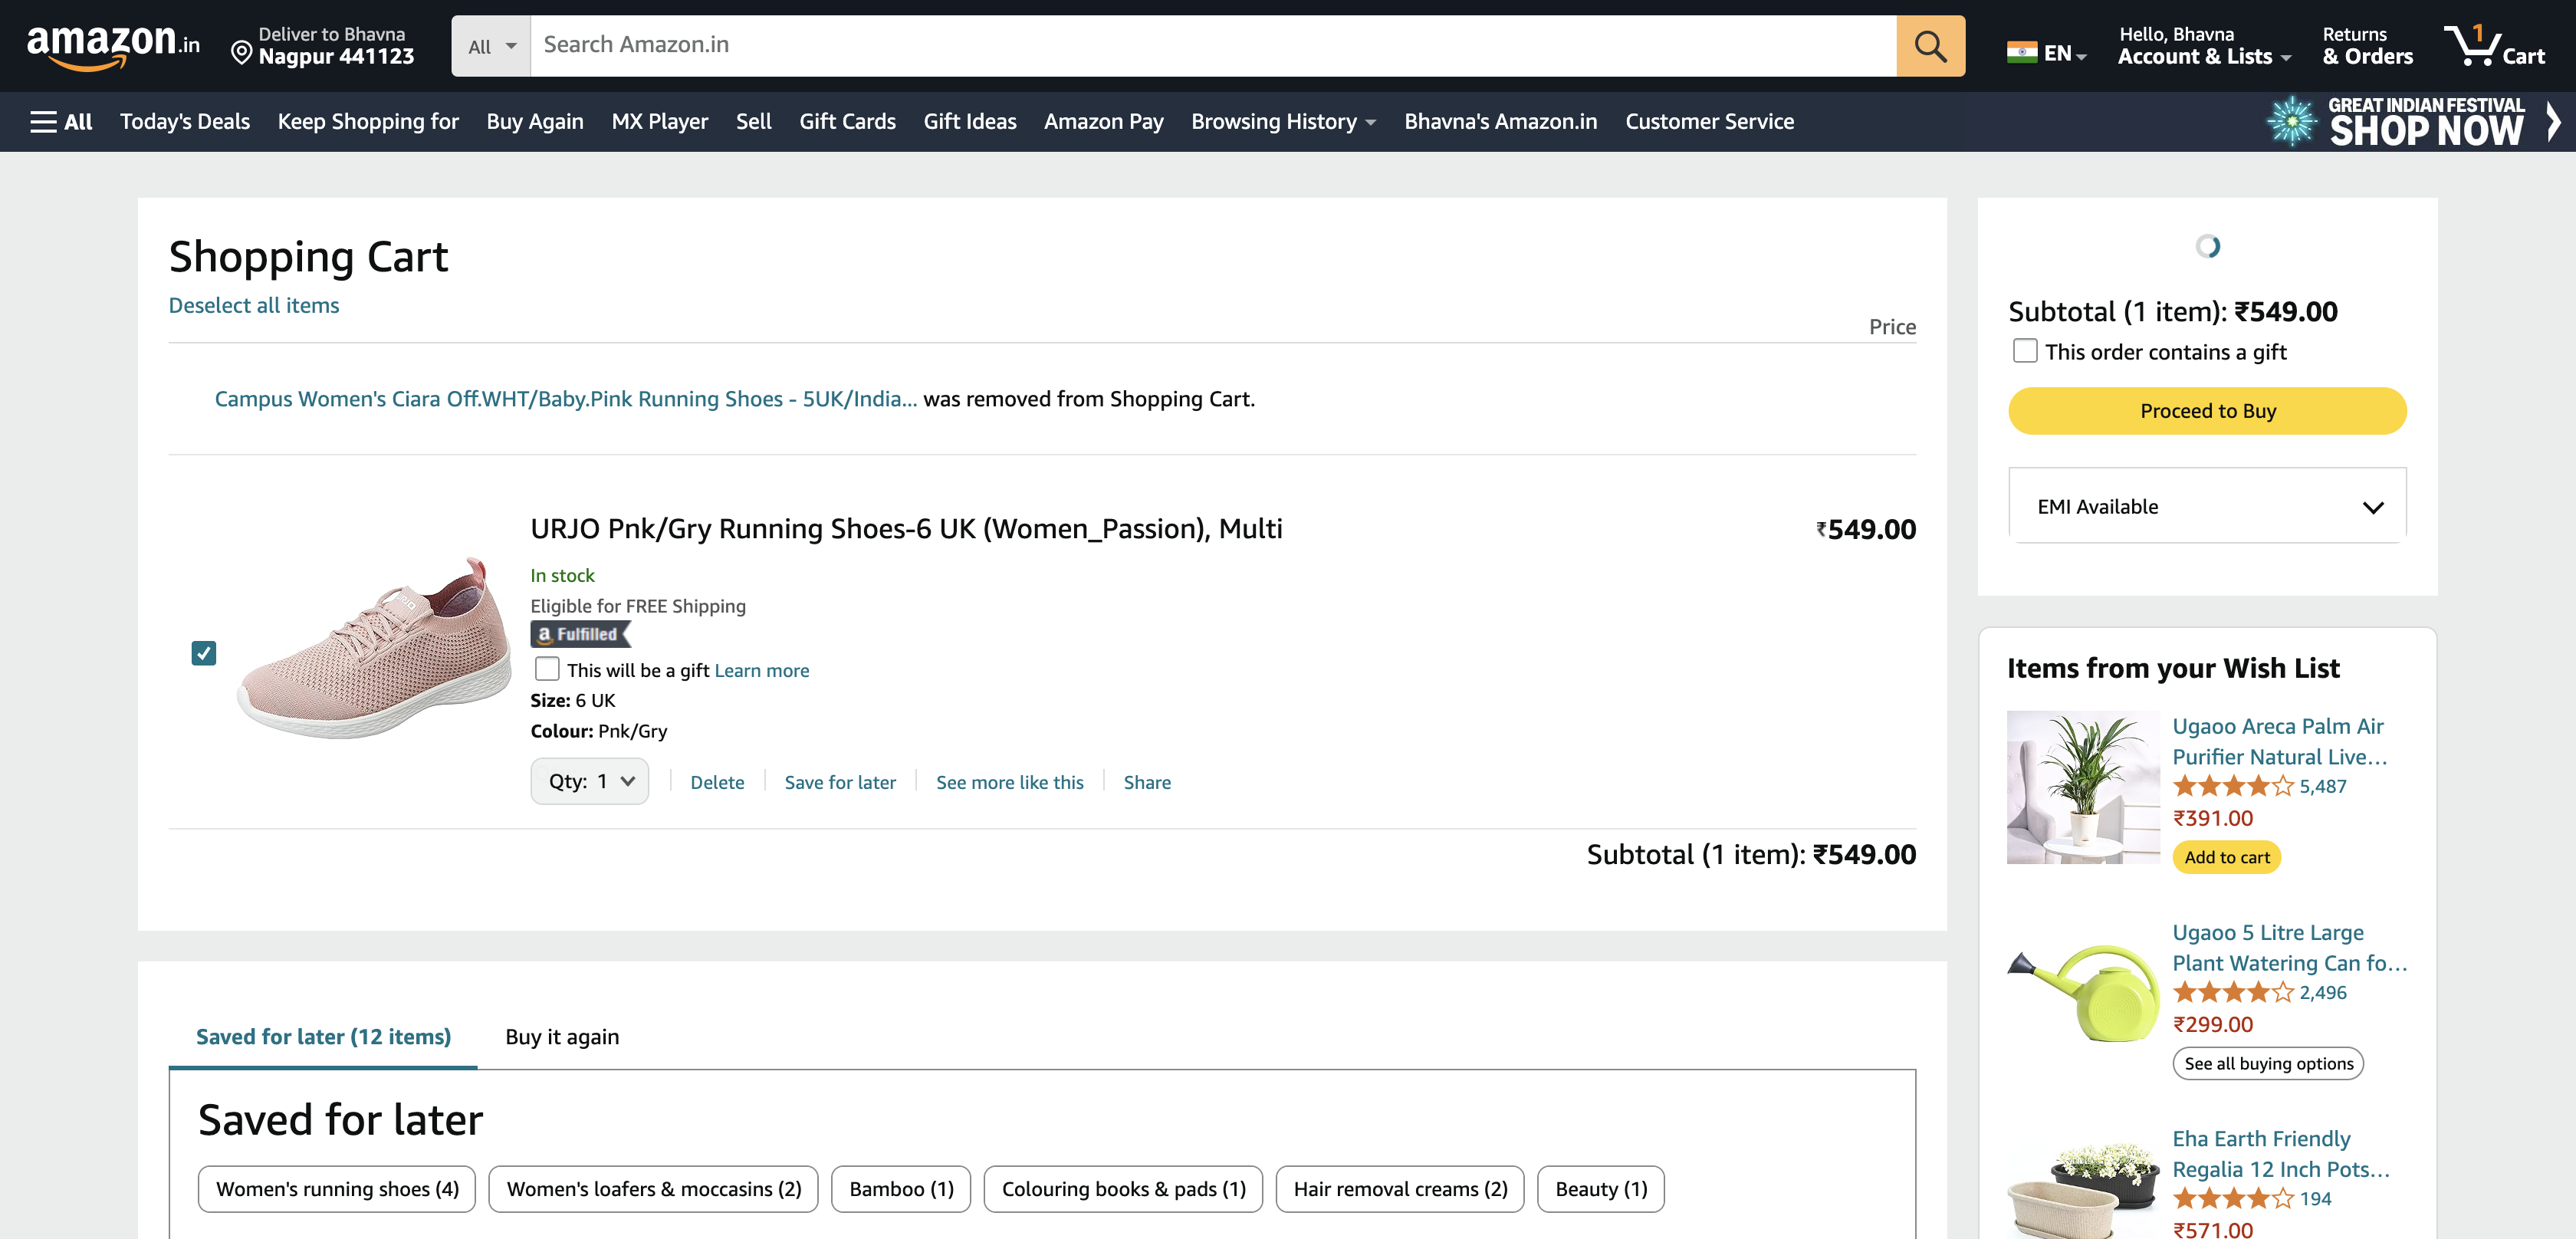 amazon.in
Deliver to Bhavna
Nagpur 441123
All
Search Amazon.in
EN
Hello, Bhavna
Account & Lists
Returns
& Orders
1
Cart
All
Today's Deals
Keep Shopping for
Buy Again
MX Player
Sell
Gift Cards
Gift Ideas
Amazon Pay
Browsing History
Bhavna's Amazon.in
Customer Service
GREAT INDIAN FESTIVAL
SHOP NOW
Shopping Cart
Deselect all items
Price
Campus Women's Ciara Off.WHT/Baby.Pink Running Shoes - 5UK/India... was removed from Shopping Cart.
URJO Pnk/Gry Running Shoes-6 UK (Women_Passion), Multi
₹549.00
In stock
Eligible for FREE Shipping
a Fulfilled
This will be a gift Learn more
Size: 6 UK
Colour: Pnk/Gry
Qty: 1
Delete
Save for later
See more like this
Share
Subtotal (1 item): ₹549.00
Saved for later (12 items)
Buy it again
Saved for later
Women's running shoes (4)
Women's loafers & moccasins (2)
Bamboo (1)
Colouring books & pads (1)
Hair removal creams (2)
Beauty (1)
Subtotal (1 item): ₹549.00
This order contains a gift
Proceed to Buy
EMI Available
Items from your Wish List
Ugaoo Areca Palm Air
Purifier Natural Live...
5,487
₹391.00
Add to cart
Ugaoo 5 Litre Large
Plant Watering Can fo...
2,496
₹299.00
See all buying options
Eha Earth Friendly
Regalia 12 Inch Pots...
194
₹571.00